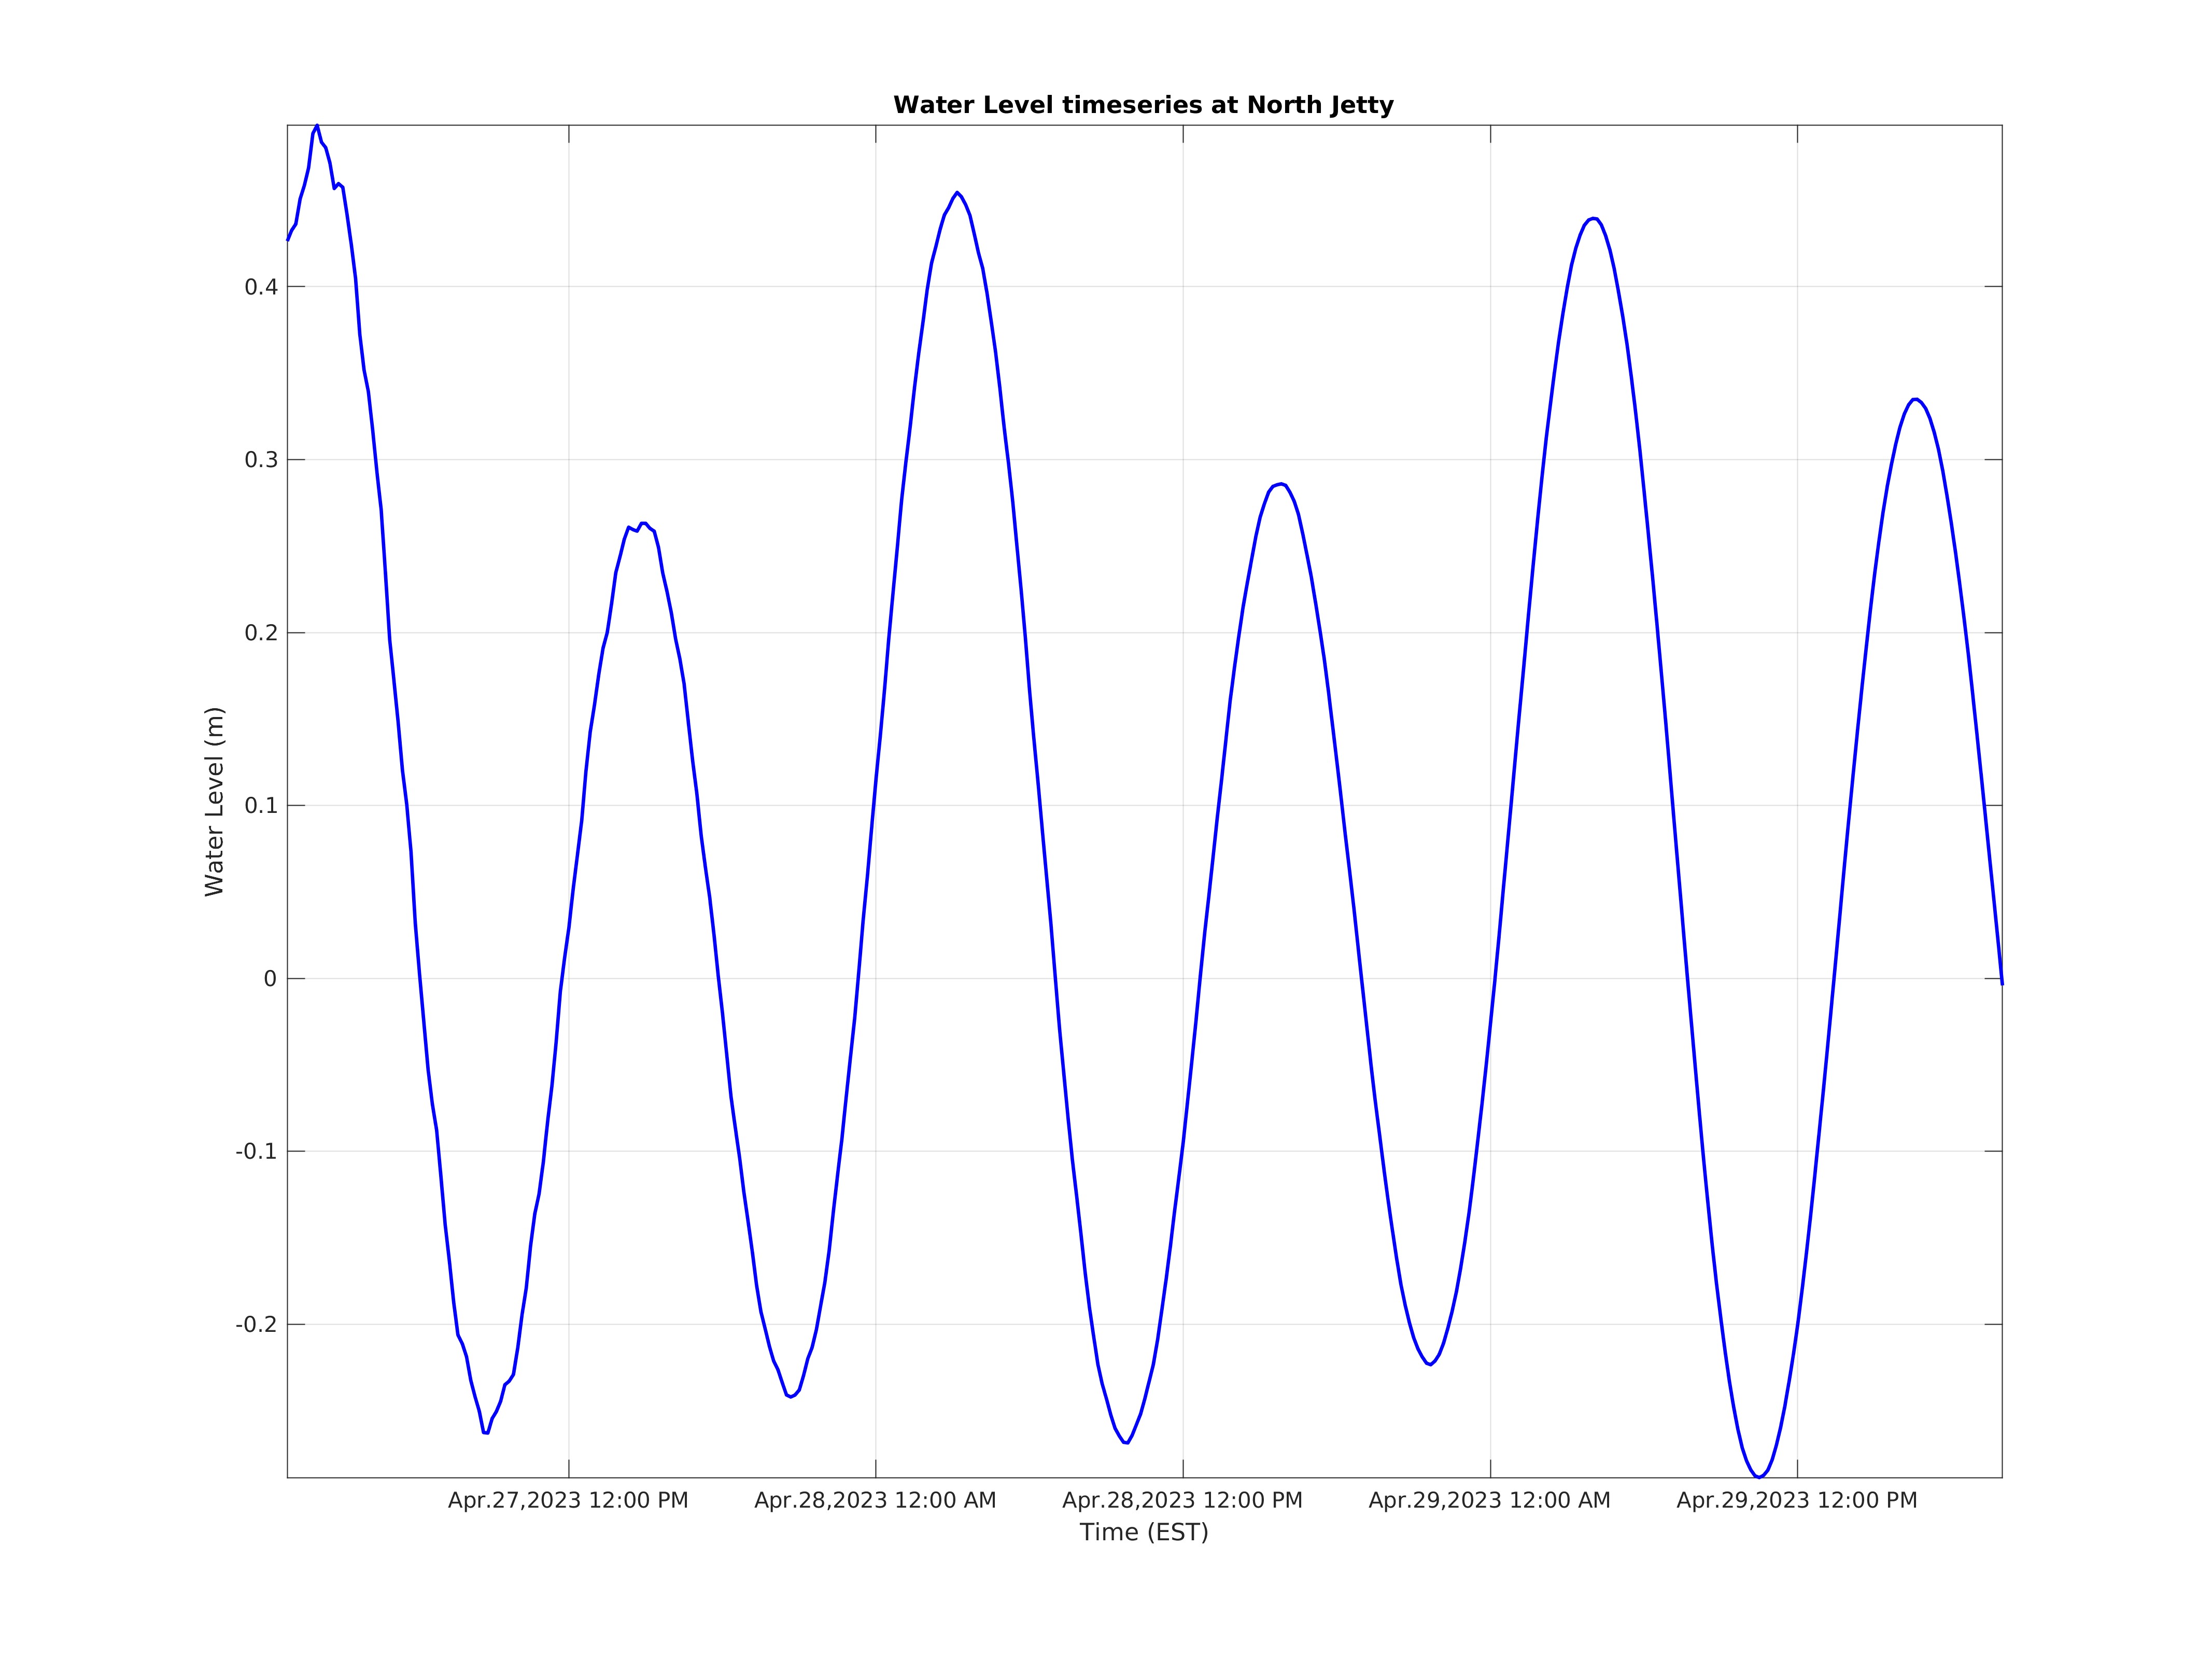 Water Level timeseries at North Jetty
Water Level (m)
0.4
0.3
0.2
0.1
0
-0.1
-0.2
Apr.27,2023 12:00 PM
Apr.28,2023 12:00 AM
Apr.28,2023 12:00 PM
Apr.29,2023 12:00 AM
Apr.29,2023 12:00 PM
Time (EST)